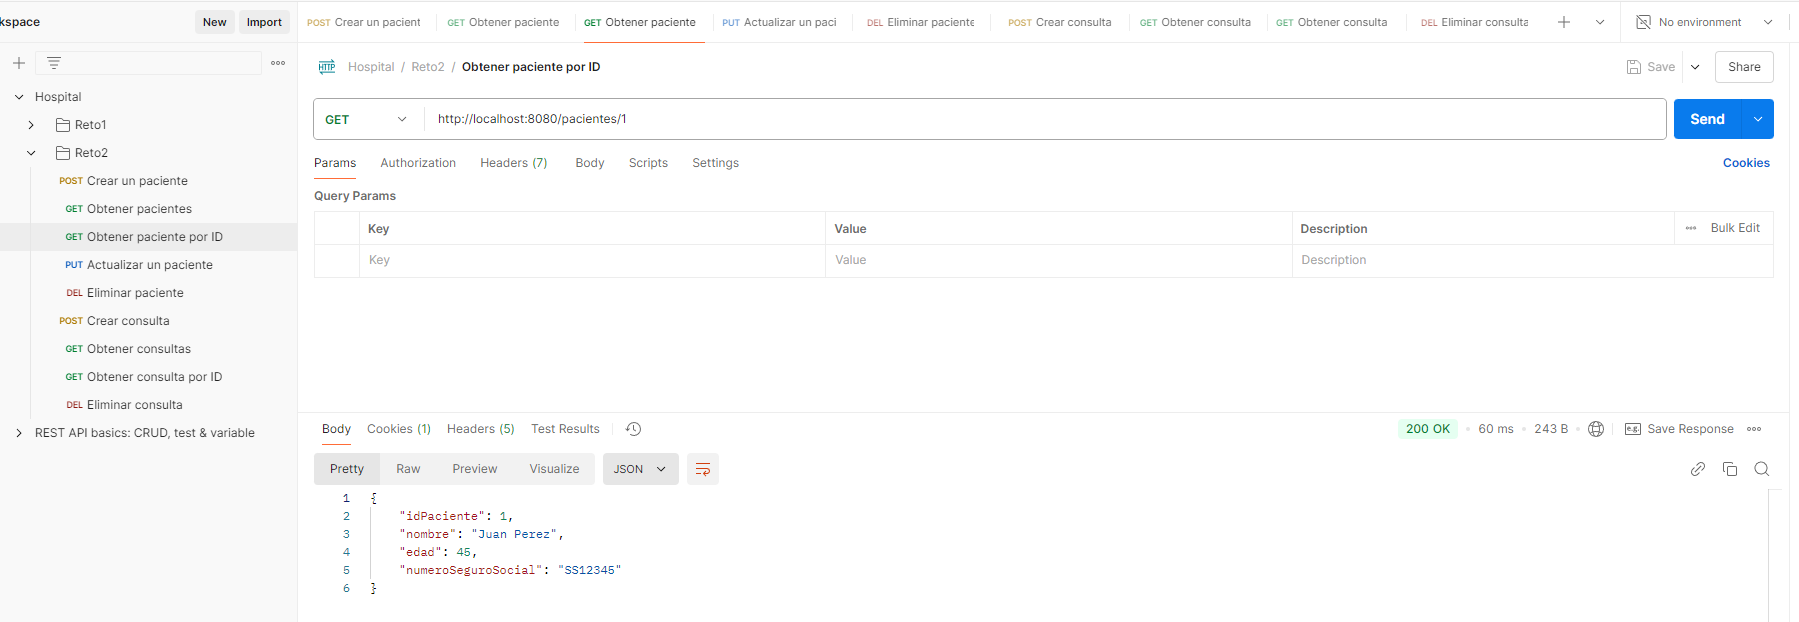 kspace
New
Import
POST Crear un pacient
GET Obtener paciente
GET Obtener paciente
PUT Actualizar un paci
DEL Eliminar paciente
POST Crear consulta
GET Obtener consulta
GET Obtener consulta
DEL Eliminar consulta
No environment
Hospital / Reto2 / Obtener paciente por ID
Save
Share
Hospital
Reto1
Reto2
POST Crear un paciente
GET Obtener pacientes
GET Obtener paciente por ID
PUT Actualizar un paciente
DEL Eliminar paciente
POST Crear consulta
GET Obtener consultas
GET Obtener consulta por ID
DEL Eliminar consulta
REST API basics: CRUD, test & variable
HTTP
GET
http://localhost:8080/pacientes/1
Send
Params
Authorization
Headers (7)
Body
Scripts
Settings
Cookies
Query Params
Key
Value
Description
Bulk Edit
Key
Value
Description
Body
Cookies (1)
Headers (5)
Test Results
200 OK
60 ms
243 B
e.g.
Save Response
Pretty
Raw
Preview
Visualize
JSON
1 {
2 "idPaciente": 1,
3 "nombre": "Juan Perez",
4 "edad": 45,
5 "numeroSeguroSocial": "SS12345"
6 }